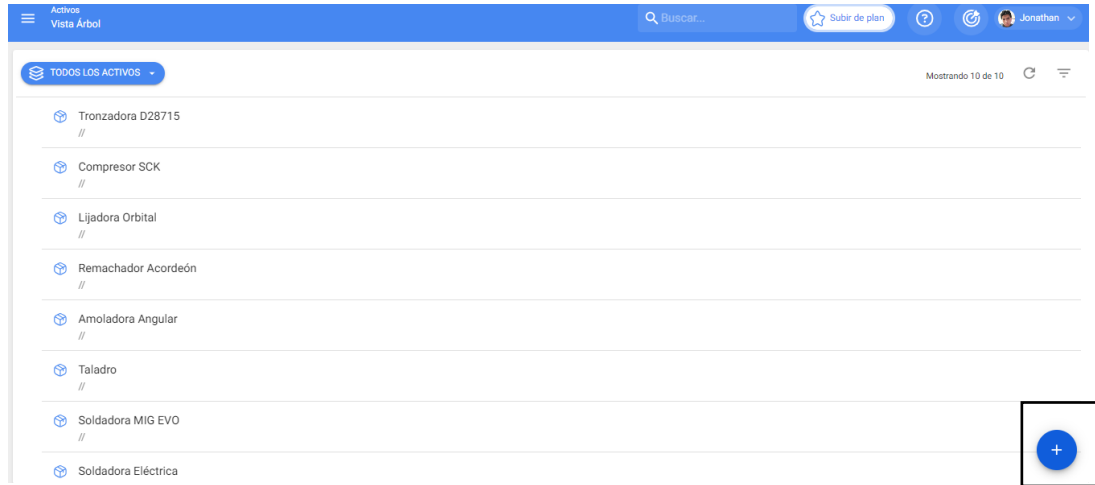 Activos
Vista Árbol
Buscar...
Subir de plan
?
Jonathan
TODOS LOS ACTIVOS
Mostrando 10 de 10
Tronzadora D28715
//
Compresor SCK
//
Lijadora Orbital
//
Remachador Acordeón
//
Amoladora Angular
//
Taladro
//
Soldadora MIG EVO
//
Soldadora Eléctrica
+